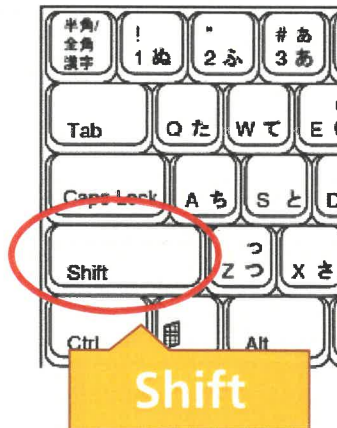 半角/
全角
漢字
!
1 ぬ
"
2 ふ
# ぁ
3 あ
Tab
Q た
W て
E
Caps Lock
A ち
S と
D
Shift
っ
Z つ
X さ
Ctrl
Alt
Shift